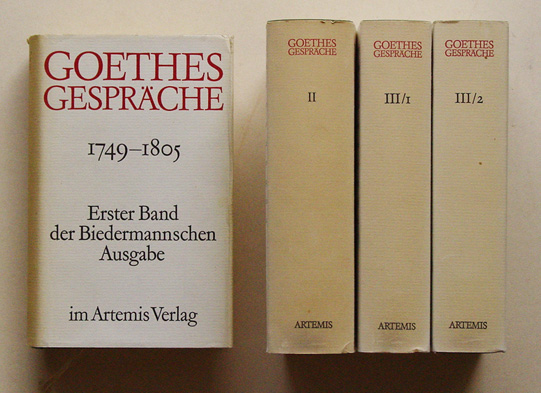 GOETHES
GESPRÄCHE
1749–1805
Erster Band
der Biedermannschen
Ausgabe
im Artemis Verlag
GOETHES
GESPRÄCHE
II
ARTEMIS
GOETHES
GESPRÄCHE
III/1
ARTEMIS
GOETHES
GESPRÄCHE
III/2
ARTEMIS